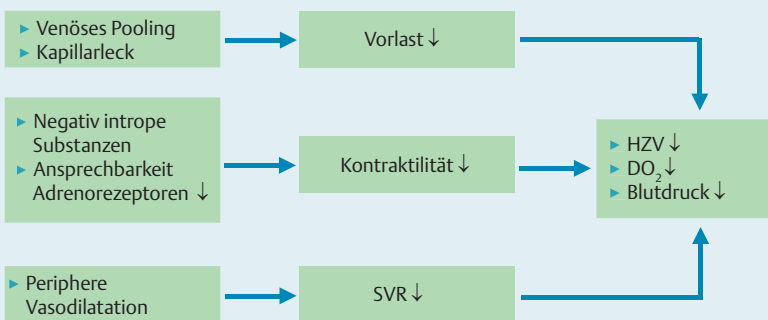 ▸ Venöses Pooling
▸ Kapillarleck
Vorlast ↓
▸ Negativ intrope
Substanzen
▸ Ansprechbarkeit
Adrenorezeptoren ↓
Kontraktilität ↓
▸ HZV ↓
▸ DO₂ ↓
▸ Blutdruck ↓
▸ Periphere
Vasodilatation
SVR ↓